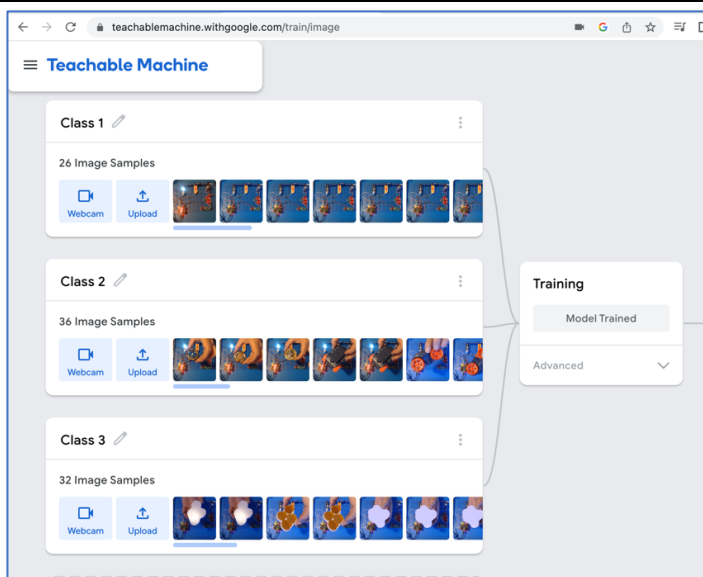 teachablemachine.withgoogle.com/train/image
Teachable Machine
Class 1
26 Image Samples
Webcam
Upload
Class 2
36 Image Samples
Webcam
Upload
Class 3
32 Image Samples
Webcam
Upload
Training
Model Trained
Advanced